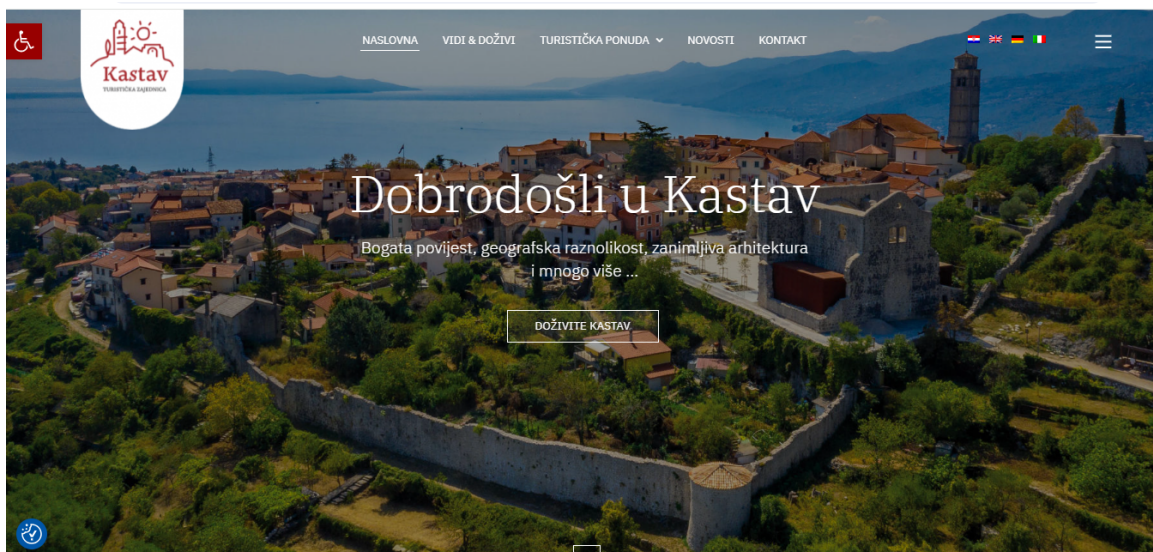 Kastav
TURISTIČKA ZAJEDNICA
NASLOVNA
VIDI & DOŽIVI
TURISTIČKA PONUDA
NOVOSTI
KONTAKT
Dobrodošli u Kastav
Bogata povijest, geografska raznolikost, zanimljiva arhitektura
i mnogo više ...
DOŽIVITE KASTAV